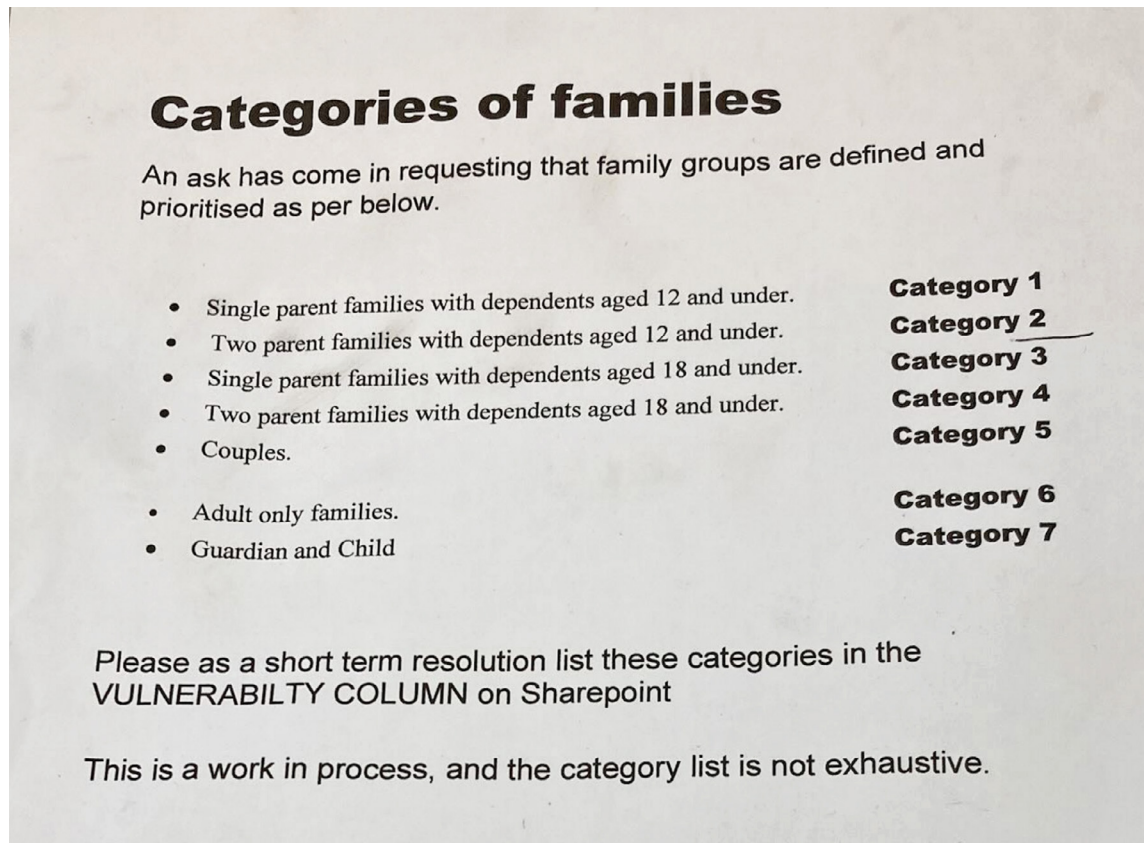 Categories of families
An ask has come in requesting that family groups are defined and
prioritised as per below.
• Single parent families with dependents aged 12 and under. Category 1
• Two parent families with dependents aged 12 and under. Category 2
• Single parent families with dependents aged 18 and under. Category 3
• Two parent families with dependents aged 18 and under. Category 4
• Couples. Category 5
• Adult only families. Category 6
• Guardian and Child Category 7
Please as a short term resolution list these categories in the
VULNERABILTY COLUMN on Sharepoint
This is a work in process, and the category list is not exhaustive.